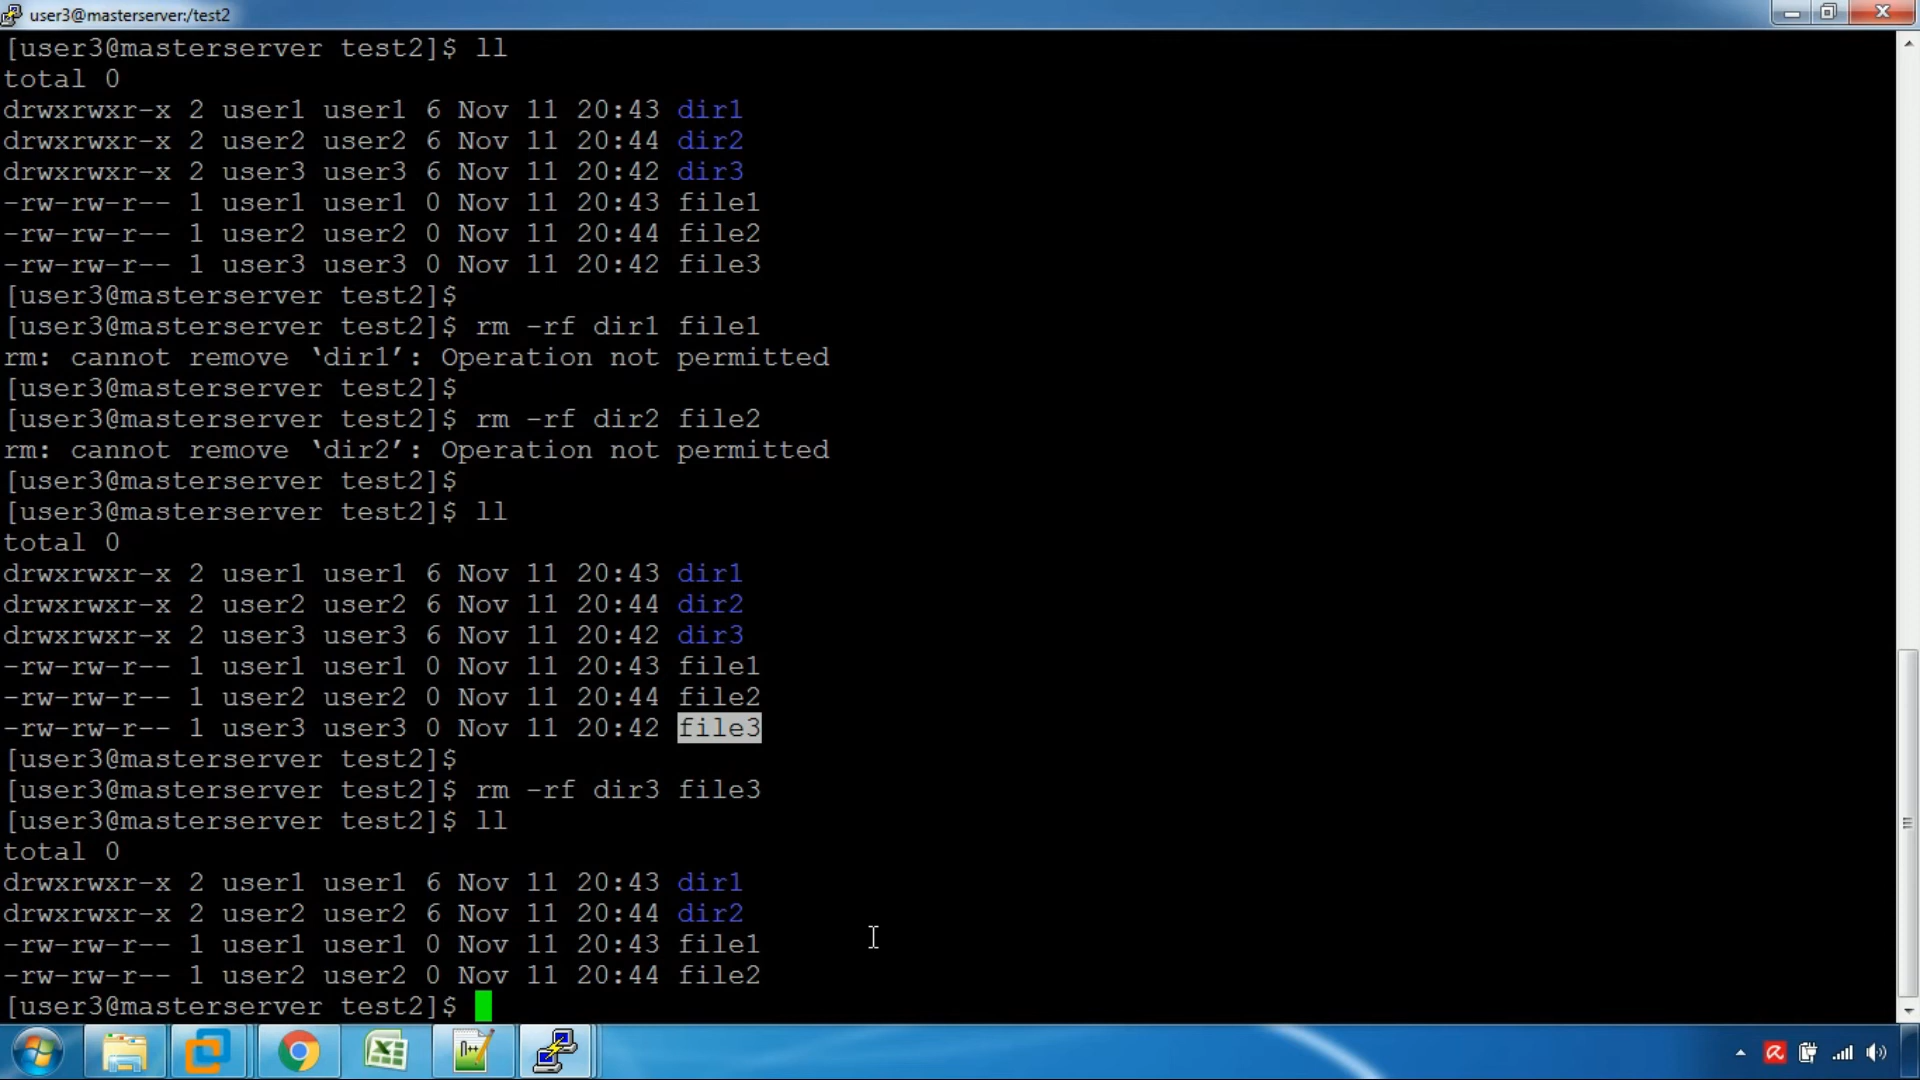 user3@masterserver:/test2
[user3@masterserver test2]$ ll
total 0
drwxrwxr-x 2 user1 user1 6 Nov 11 20:43 dir1
drwxrwxr-x 2 user2 user2 6 Nov 11 20:44 dir2
drwxrwxr-x 2 user3 user3 6 Nov 11 20:42 dir3
-rw-rw-r-- 1 user1 user1 0 Nov 11 20:43 file1
-rw-rw-r-- 1 user2 user2 0 Nov 11 20:44 file2
-rw-rw-r-- 1 user3 user3 0 Nov 11 20:42 file3
[user3@masterserver test2]$
[user3@masterserver test2]$ rm -rf dir1 file1
rm: cannot remove ‘dir1’: Operation not permitted
[user3@masterserver test2]$
[user3@masterserver test2]$ rm -rf dir2 file2
rm: cannot remove ‘dir2’: Operation not permitted
[user3@masterserver test2]$
[user3@masterserver test2]$ ll
total 0
drwxrwxr-x 2 user1 user1 6 Nov 11 20:43 dir1
drwxrwxr-x 2 user2 user2 6 Nov 11 20:44 dir2
drwxrwxr-x 2 user3 user3 6 Nov 11 20:42 dir3
-rw-rw-r-- 1 user1 user1 0 Nov 11 20:43 file1
-rw-rw-r-- 1 user2 user2 0 Nov 11 20:44 file2
-rw-rw-r-- 1 user3 user3 0 Nov 11 20:42 file3
[user3@masterserver test2]$
[user3@masterserver test2]$ rm -rf dir3 file3
[user3@masterserver test2]$ ll
total 0
drwxrwxr-x 2 user1 user1 6 Nov 11 20:43 dir1
drwxrwxr-x 2 user2 user2 6 Nov 11 20:44 dir2
-rw-rw-r-- 1 user1 user1 0 Nov 11 20:43 file1
-rw-rw-r-- 1 user2 user2 0 Nov 11 20:44 file2
[user3@masterserver test2]$